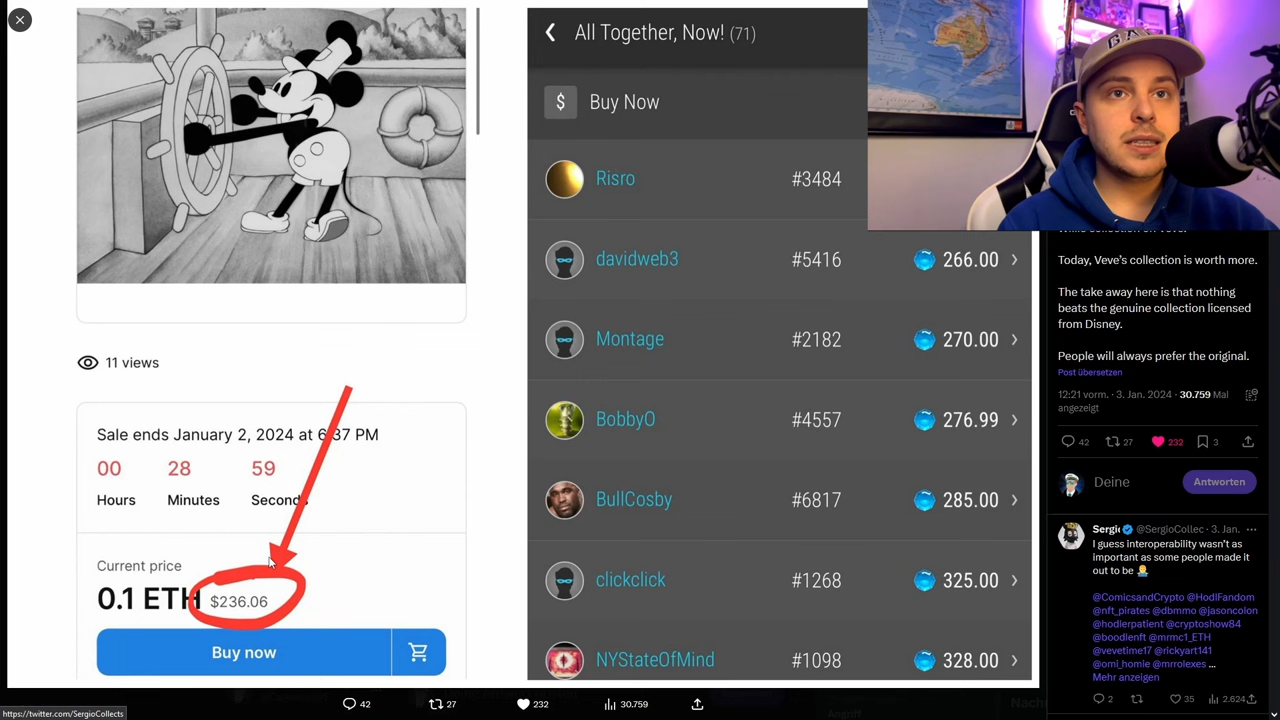 11 views
Sale ends January 2, 2024 at 6:37 PM
00 28 59
Hours Minutes Seconds
Current price
0.1 ETH $236.06
Buy now
All Together, Now! (71)
$ Buy Now
Risro #3484
davidweb3 #5416 266.00
Montage #2182 270.00
BobbyO #4557 276.99
BullCosby #6817 285.00
clickclick #1268 325.00
NYStateOfMind #1098 328.00
Today, Veve's collection is worth more.
The take away here is that nothing
beats the genuine collection licensed
from Disney.
People will always prefer the original.
Post übersetzen
12:21 vorm. · 3. Jan. 2024 · 30.759 Mal
angezeigt
42 27 232 3
Deine
Antworten
Sergio @SergioCollec · 3. Jan.
I guess interoperability wasn't as
important as some people made it
out to be
@ComicsandCrypto @HodlFandom
@nft_pirates @dbmmo @jasoncolon
@hodlerpatient @cryptoshow84
@boodlenft @mrmc1_ETH
@vevetime17 @rickyart141
@omi_homie @mrrolexes ...
Mehr anzeigen
2 35 2.624
42 27 232 30.759
https://twitter.com/SergioCollects